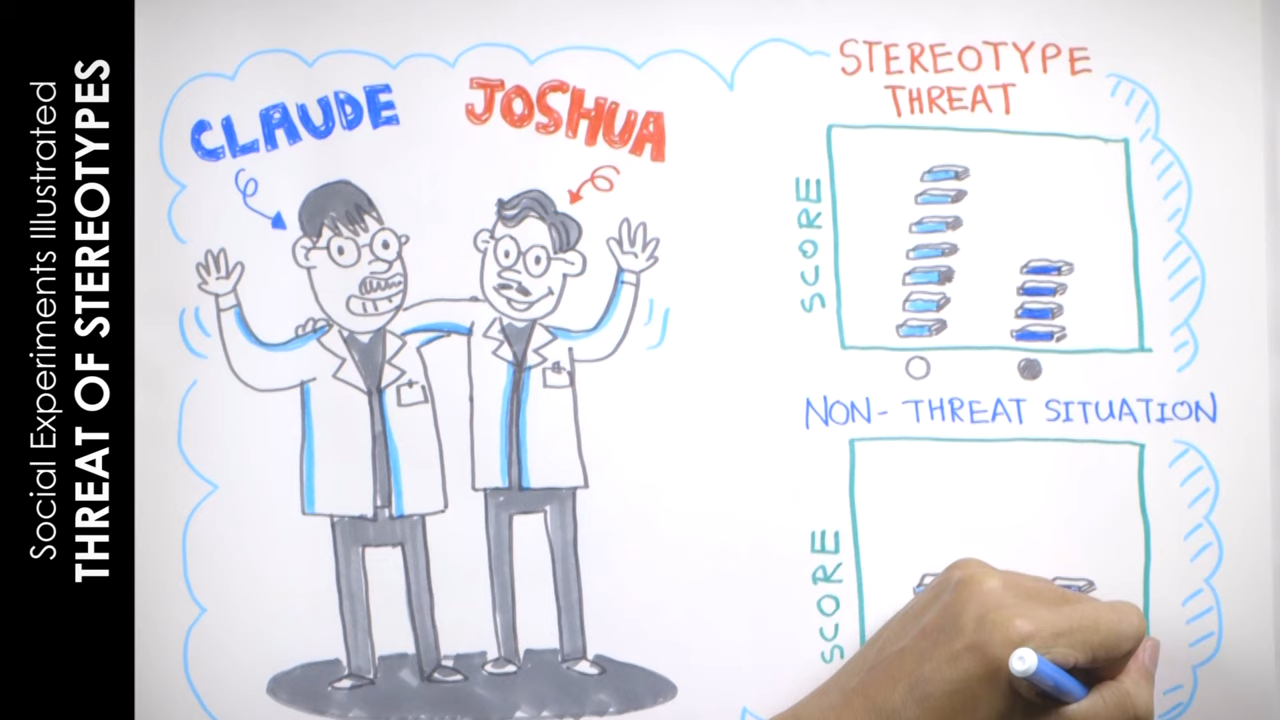 Social Experiments Illustrated
THREAT OF STEREOTYPES
CLAUDE
JOSHUA
STEREOTYPE
THREAT
SCORE
NON-THREAT SITUATION
SCORE